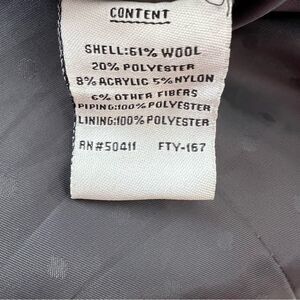 CONTENT
SHELL:61% WOOL
20% POLYESTER
8% ACRYLIC 5% NYLON
6% OTHER FIBERS
PIPING:100% POLYESTER
LINING:100% POLYESTER
RN #50411 FTY-167